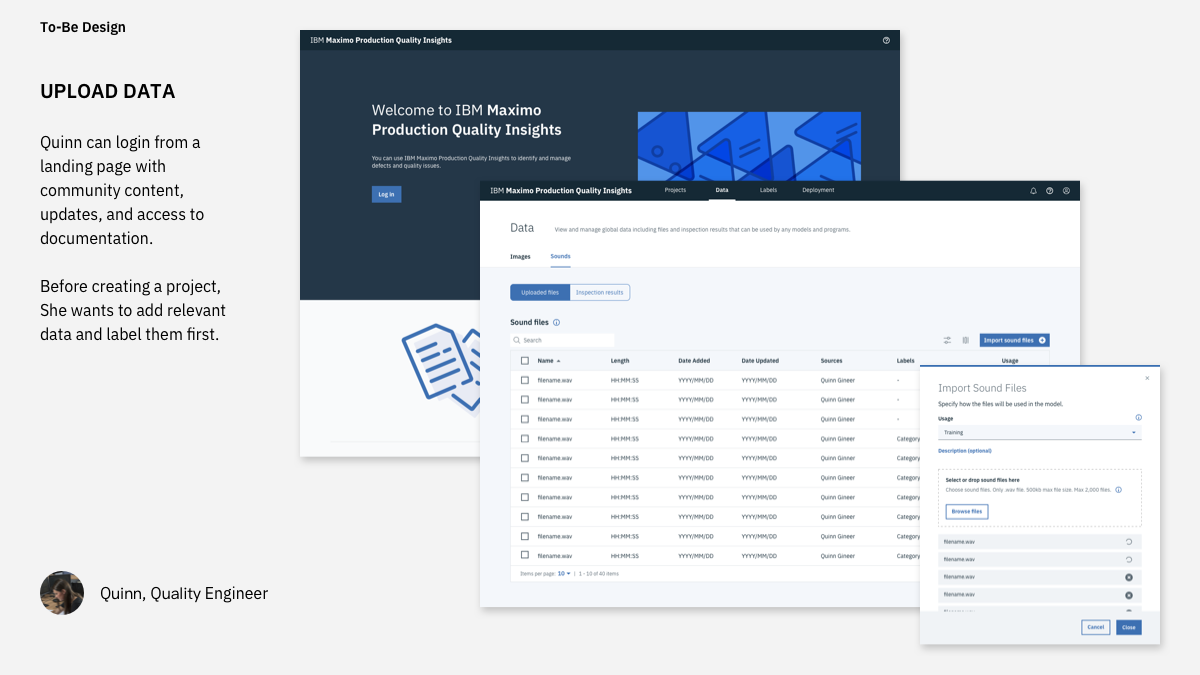 To-Be Design
UPLOAD DATA
Quinn can login from a
landing page with
community content,
updates, and access to
documentation.
Before creating a project,
She wants to add relevant
data and label them first.
Quinn, Quality Engineer
IBM Maximo Production Quality Insights
Welcome to IBM Maximo
Production Quality Insights
You can use IBM Maximo Production Quality Insights to identify and manage
defects and quality issues.
Log in
IBM Maximo Production Quality Insights Projects Data Labels Deployment
Data View and manage global data including files and inspection results that can be used by any models and programs.
Images Sounds
Uploaded files Inspection results
Sound files
Search Import sound files
Name Length Date Added Date Updated Sources Labels Usage
filename.wav HH:MM:SS YYYY/MM/DD YYYY/MM/DD Quinn Gineer -
filename.wav HH:MM:SS YYYY/MM/DD YYYY/MM/DD Quinn Gineer -
filename.wav HH:MM:SS YYYY/MM/DD YYYY/MM/DD Quinn Gineer -
filename.wav HH:MM:SS YYYY/MM/DD YYYY/MM/DD Quinn Gineer Category
filename.wav HH:MM:SS YYYY/MM/DD YYYY/MM/DD Quinn Gineer Category
filename.wav HH:MM:SS YYYY/MM/DD YYYY/MM/DD Quinn Gineer Category
filename.wav HH:MM:SS YYYY/MM/DD YYYY/MM/DD Quinn Gineer Category
filename.wav HH:MM:SS YYYY/MM/DD YYYY/MM/DD Quinn Gineer Category
filename.wav HH:MM:SS YYYY/MM/DD YYYY/MM/DD Quinn Gineer Category
filename.wav HH:MM:SS YYYY/MM/DD YYYY/MM/DD Quinn Gineer Category
Items per page: 10 | 1 - 10 of 40 items
Import Sound Files
Specify how the files will be used in the model.
Usage
Training
Description (optional)
Select or drop sound files here
Choose sound files. Only .wav file. 500kb max file size. Max 2,000 files.
Browse files
filename.wav
filename.wav
filename.wav
filename.wav
Cancel Close